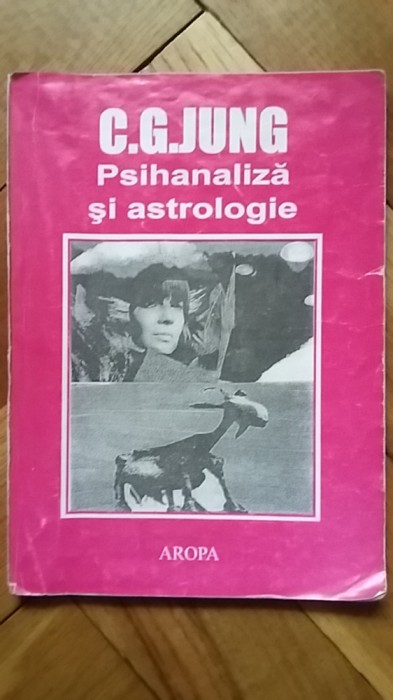 C.G.JUNG
Psihanaliză
şi astrologie
AROPA